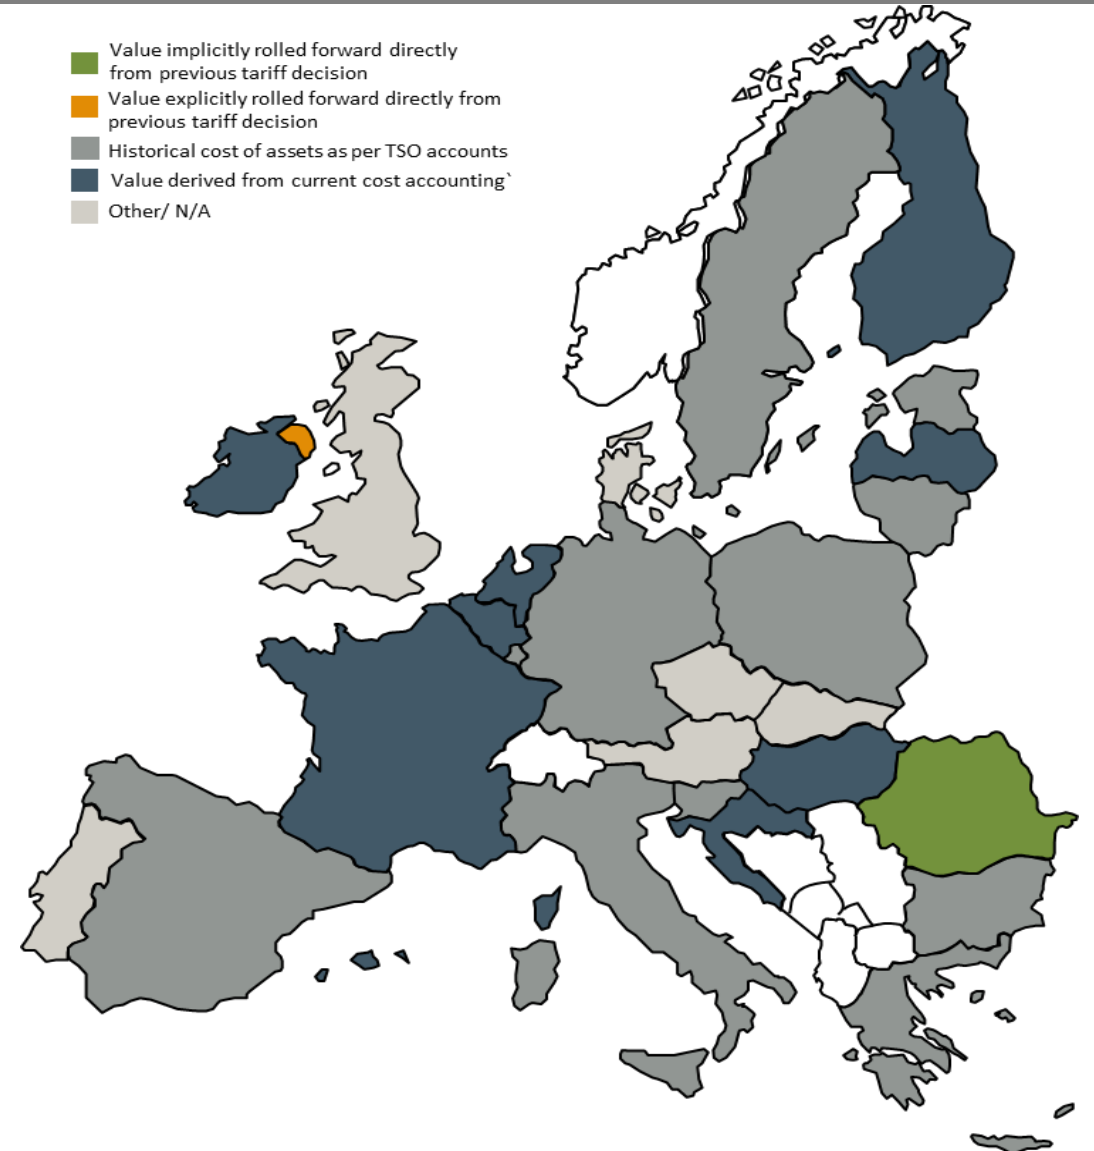 Value implicitly rolled forward directly
from previous tariff decision
Value explicitly rolled forward directly from
previous tariff decision
Historical cost of assets as per TSO accounts
Value derived from current cost accounting`
Other/ N/A